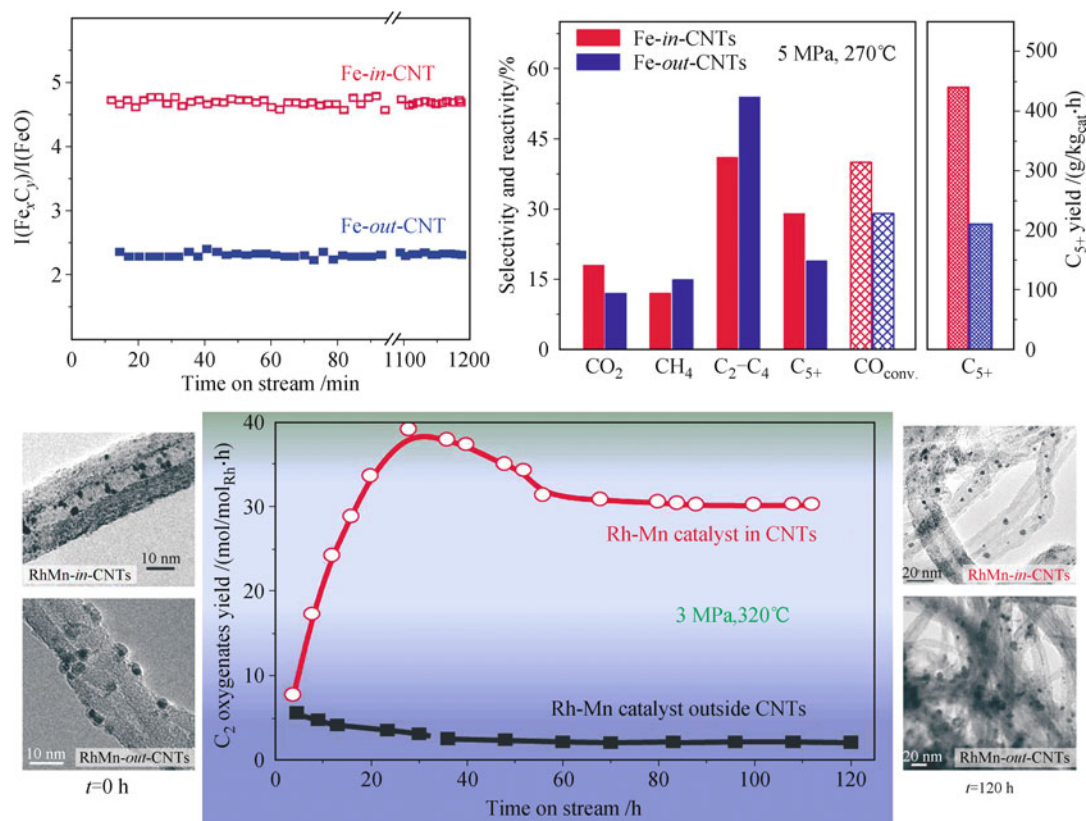 I(FeₓC_y)/I(FeO)
6
5
4
3
2
Fe-in-CNT
Fe-out-CNT
0
20
40
60
80
1100
1200
Time on stream /min
Selectivity and reactivity/%
60
45
30
15
0
Fe-in-CNTs
Fe-out-CNTs
5 MPa, 270℃
CO₂
CH₄
C₂−C₄
C₅₊
CO_conv.
C₅₊
500
400
300
200
100
0
C₅₊ yield /(g/kg_cat·h)
10 nm
RhMn-in-CNTs
10 nm
RhMn-out-CNTs
t=0 h
C₂ oxygenates yield /(mol/mol_Rh·h)
40
30
20
10
0
Rh-Mn catalyst in CNTs
3 MPa,320℃
Rh-Mn catalyst outside CNTs
0
20
40
60
80
100
120
Time on stream /h
20 nm
RhMn-in-CNTs
20 nm
RhMn-out-CNTs
t=120 h